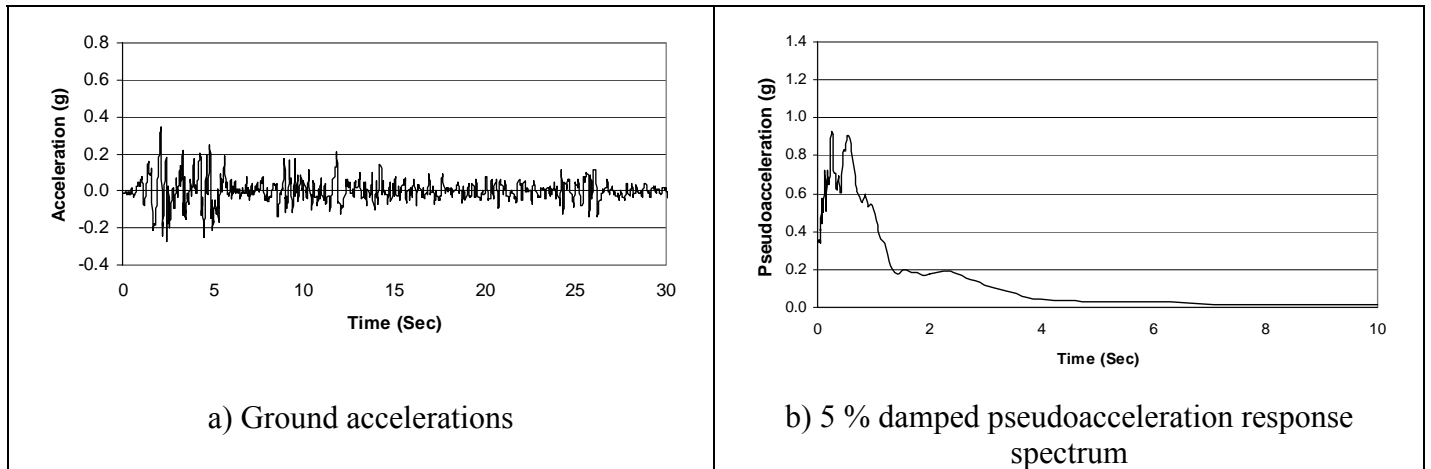 0.8
0.6
0.4
0.2
0.0
-0.2
-0.4
Acceleration (g)
0 5 10 15 20 25 30
Time (Sec)
a) Ground accelerations
1.4
1.2
1.0
0.8
0.6
0.4
0.2
0.0
Pseudoacceleration (g)
0 2 4 6 8 10
Time (Sec)
b) 5 % damped pseudoacceleration response
spectrum